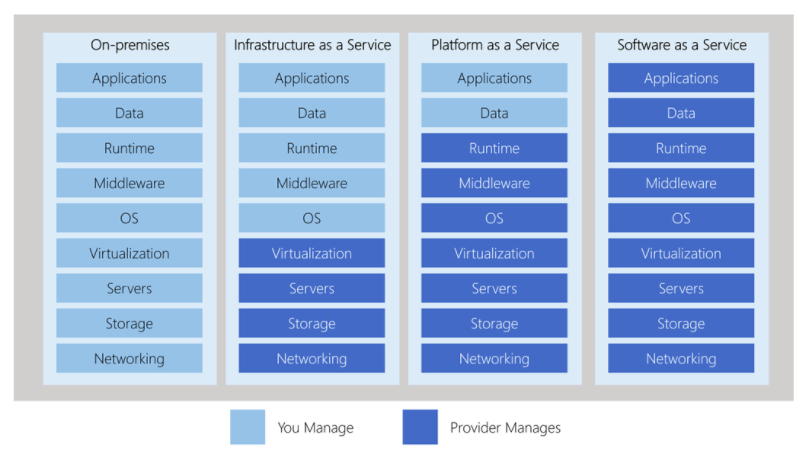 On-premises
Applications
Data
Runtime
Middleware
OS
Virtualization
Servers
Storage
Networking
Infrastructure as a Service
Applications
Data
Runtime
Middleware
OS
Virtualization
Servers
Storage
Networking
Platform as a Service
Applications
Data
Runtime
Middleware
OS
Virtualization
Servers
Storage
Networking
Software as a Service
Applications
Data
Runtime
Middleware
OS
Virtualization
Servers
Storage
Networking
You Manage
Provider Manages